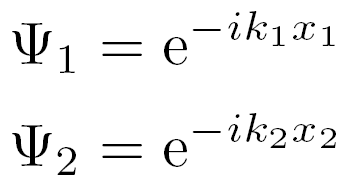 Ψ₁ = e^{-ik₁x₁}
Ψ₂ = e^{-ik₂x₂}